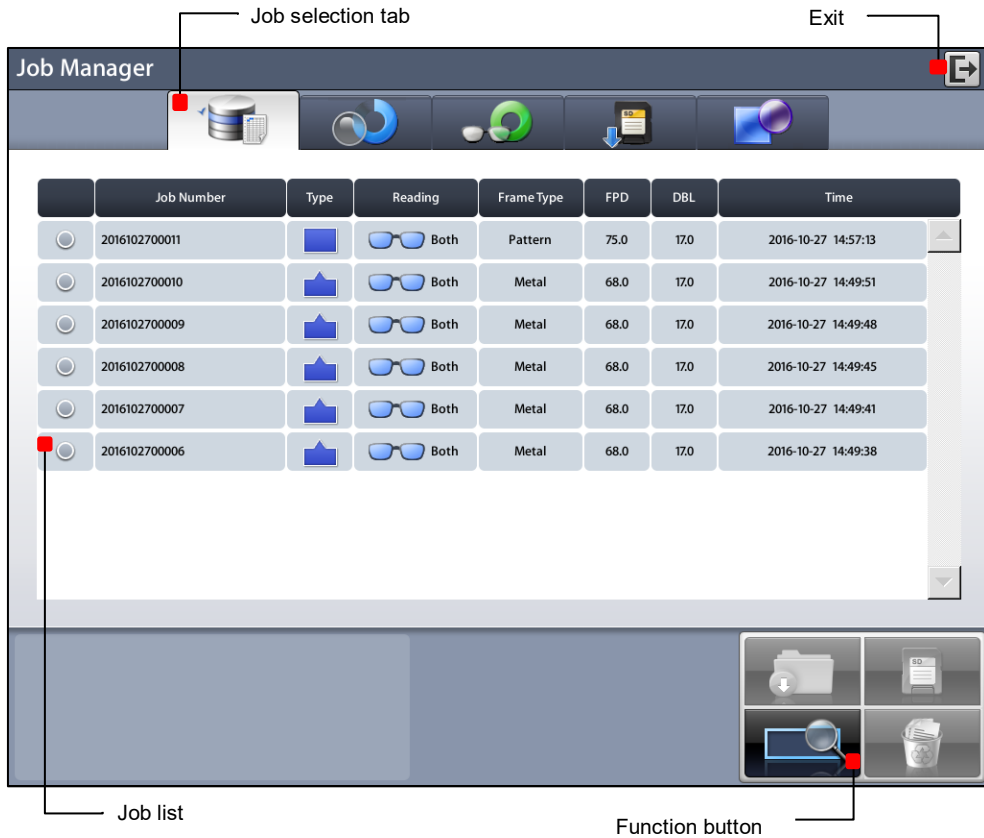 Job selection tab
Exit
Job Manager
SD
Job Number Type Reading Frame Type FPD DBL Time
2016102700011 Both Pattern 75.0 17.0 2016-10-27 14:57:13
2016102700010 Both Metal 68.0 17.0 2016-10-27 14:49:51
2016102700009 Both Metal 68.0 17.0 2016-10-27 14:49:48
2016102700008 Both Metal 68.0 17.0 2016-10-27 14:49:45
2016102700007 Both Metal 68.0 17.0 2016-10-27 14:49:41
2016102700006 Both Metal 68.0 17.0 2016-10-27 14:49:38
SD
Job list
Function button